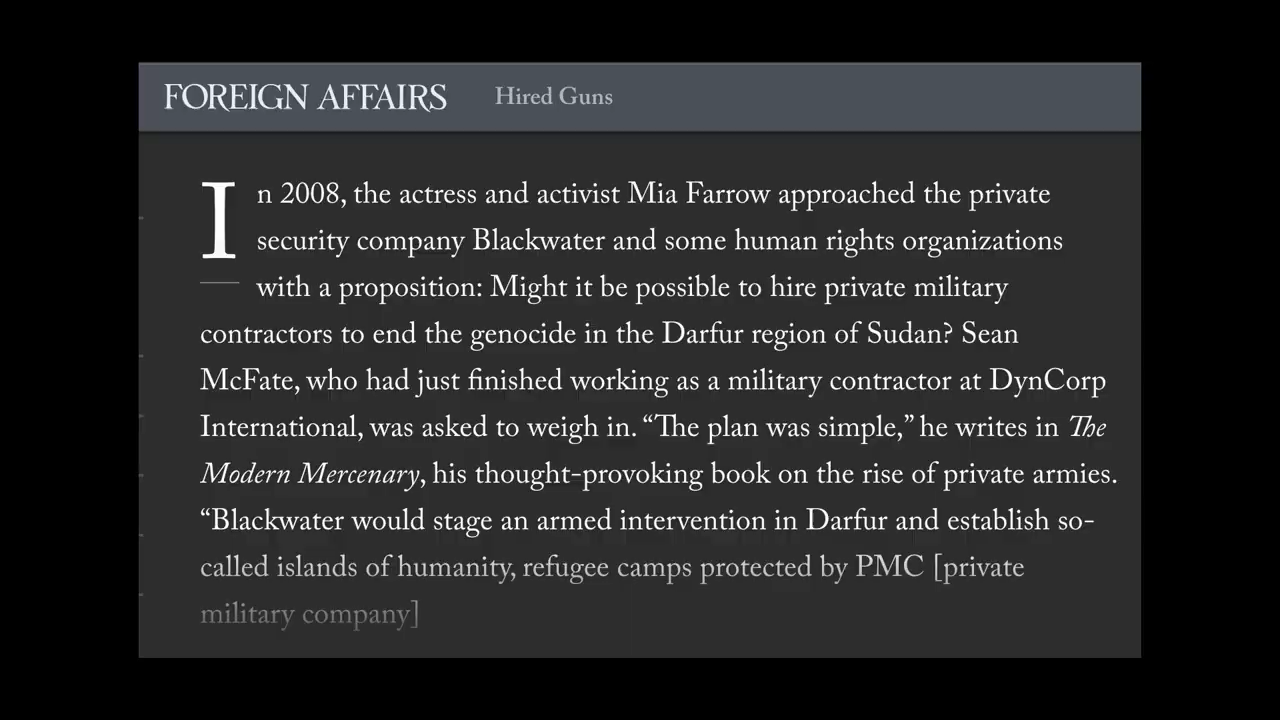 FOREIGN AFFAIRS Hired Guns
In 2008, the actress and activist Mia Farrow approached the private
security company Blackwater and some human rights organizations
with a proposition: Might it be possible to hire private military
contractors to end the genocide in the Darfur region of Sudan? Sean
McFate, who had just finished working as a military contractor at DynCorp
International, was asked to weigh in. “The plan was simple,” he writes in The
Modern Mercenary, his thought-provoking book on the rise of private armies.
“Blackwater would stage an armed intervention in Darfur and establish so-
called islands of humanity, refugee camps protected by PMC [private
military company]